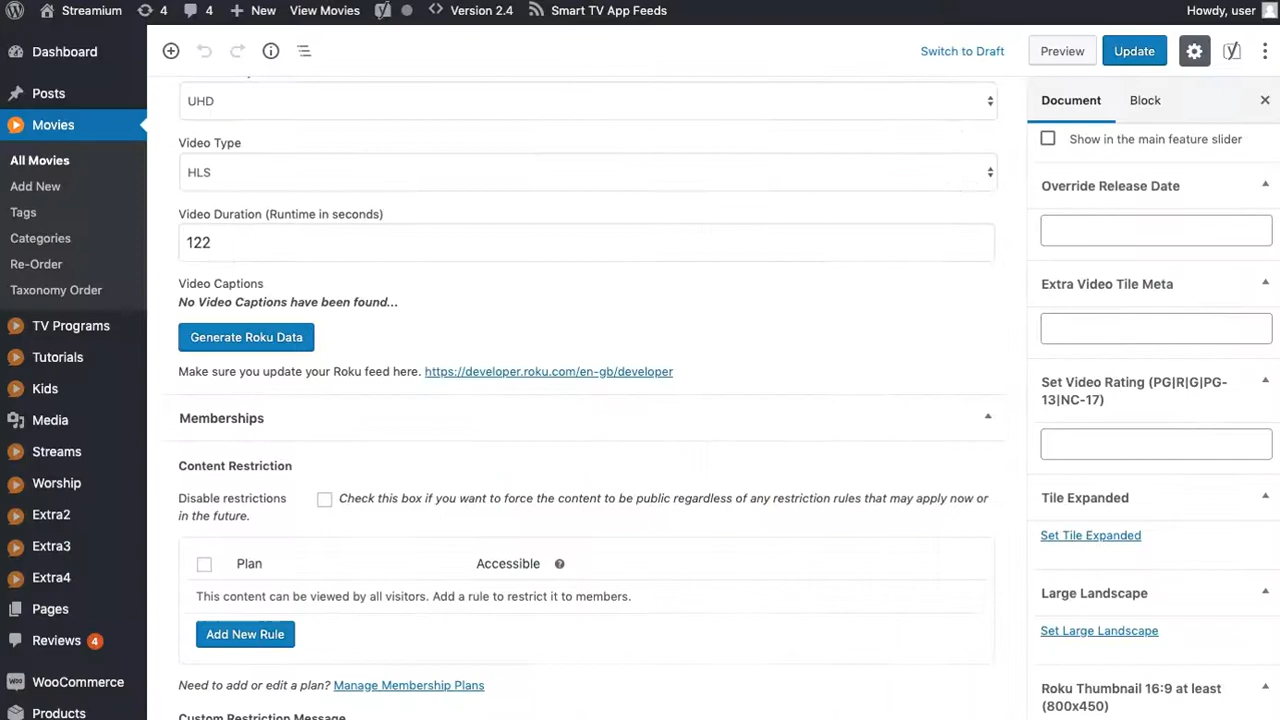 Streamium 4 4 New View Movies Version 2.4 Smart TV App Feeds Howdy, user
Dashboard
Posts
Movies
All Movies
Add New
Tags
Categories
Re-Order
Taxonomy Order
TV Programs
Tutorials
Kids
Media
Streams
Worship
Extra2
Extra3
Extra4
Pages
Reviews 4
WooCommerce
Products
Switch to Draft Preview Update
UHD
Video Type
HLS
Video Duration (Runtime in seconds)
122
Video Captions
No Video Captions have been found...
Generate Roku Data
Make sure you update your Roku feed here. https://developer.roku.com/en-gb/developer
Memberships
Content Restriction
Disable restrictions Check this box if you want to force the content to be public regardless of any restriction rules that may apply now or
in the future.
Plan Accessible ?
This content can be viewed by all visitors. Add a rule to restrict it to members.
Add New Rule
Need to add or edit a plan? Manage Membership Plans
Custom Restriction Message
Document Block
Show in the main feature slider
Override Release Date
Extra Video Tile Meta
Set Video Rating (PG|R|G|PG-
13|NC-17)
Tile Expanded
Set Tile Expanded
Large Landscape
Set Large Landscape
Roku Thumbnail 16:9 at least
(800x450)